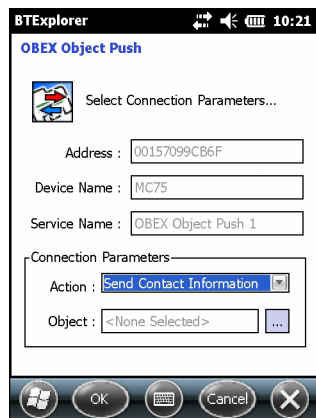 BTExplorer 10:21
OBEX Object Push
Select Connection Parameters...
Address : 00157099CB6F
Device Name : MC75
Service Name : OBEX Object Push 1
Connection Parameters
Action : Send Contact Information
Object : <None Selected> ...
OK Cancel